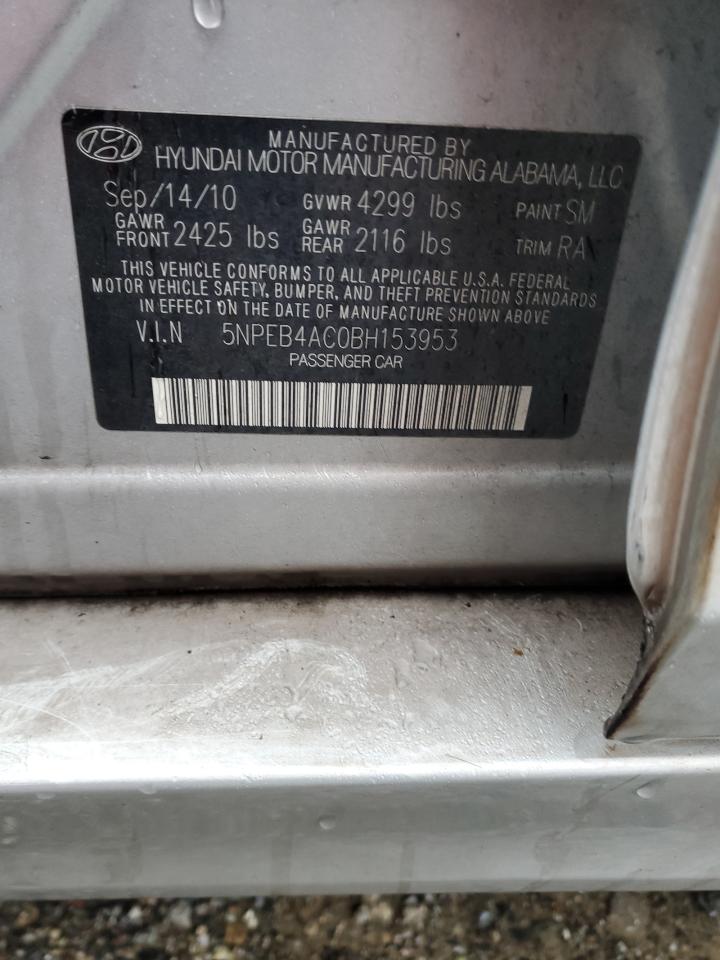 MANUFACTURED BY
HYUNDAI MOTOR MANUFACTURING ALABAMA, LLC
Sep/14/10 GVWR 4299 lbs PAINT SM
GAWR FRONT 2425 lbs GAWR REAR 2116 lbs TRIM RA
THIS VEHICLE CONFORMS TO ALL APPLICABLE U.S.A. FEDERAL
MOTOR VEHICLE SAFETY, BUMPER, AND THEFT PREVENTION STANDARDS
IN EFFECT ON THE DATE OF MANUFACTURE SHOWN ABOVE
V.I.N 5NPEB4AC0BH153953
PASSENGER CAR